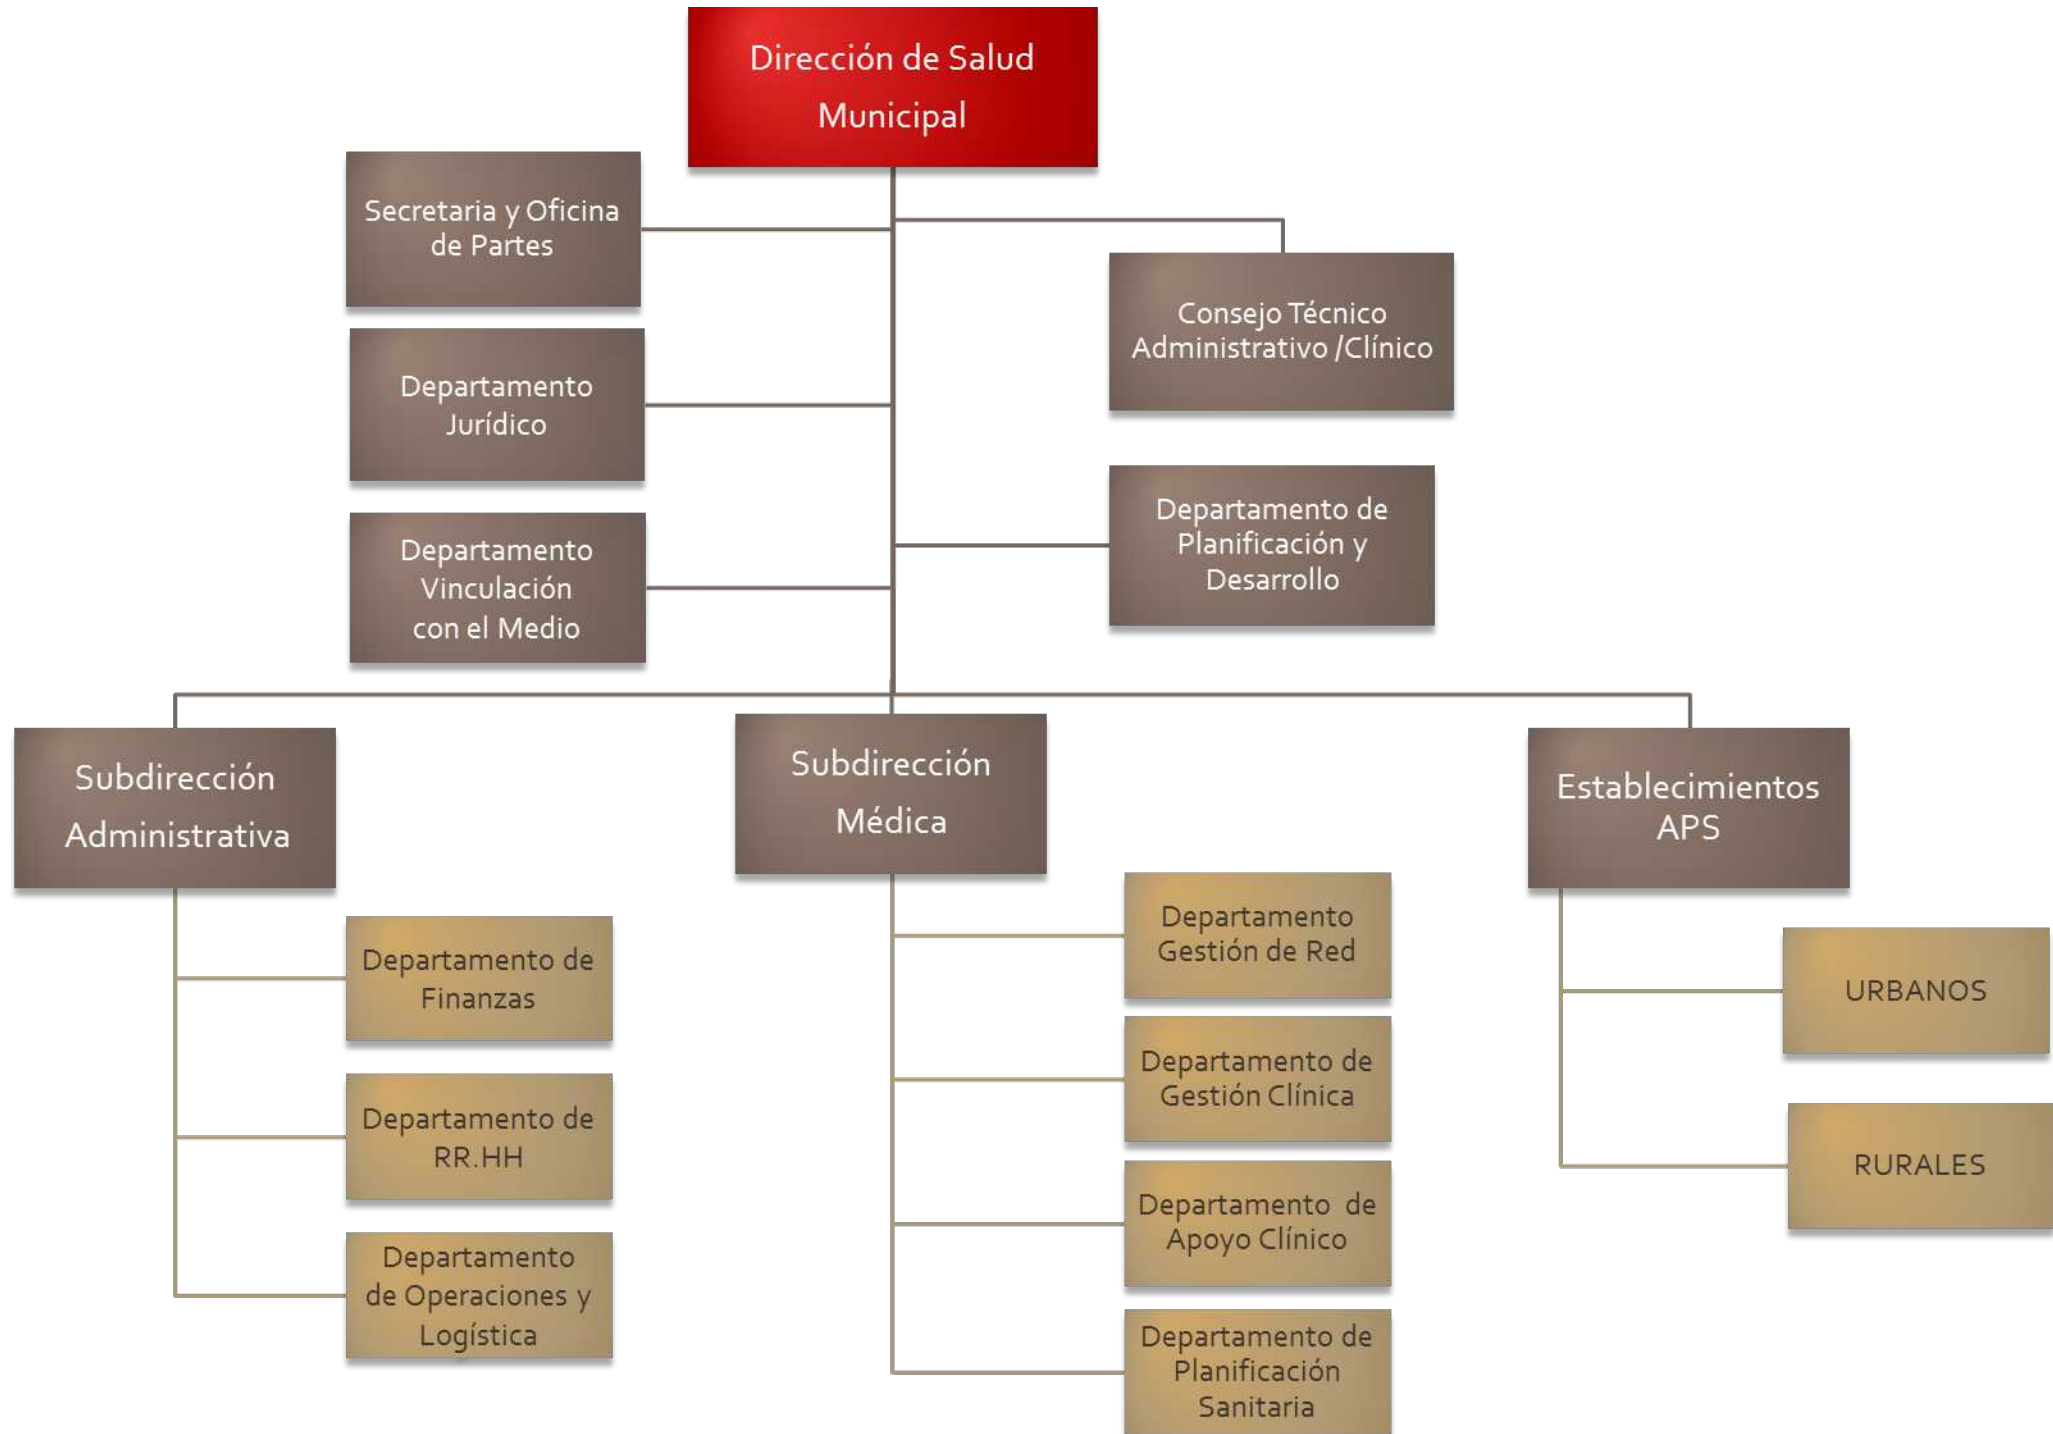 Dirección de Salud
Municipal
Secretaria y Oficina
de Partes
Consejo Técnico
Administrativo /Clínico
Departamento
Jurídico
Departamento de
Planificación y
Desarrollo
Departamento
Vinculación
con el Medio
Subdirección
Administrativa
Subdirección
Médica
Establecimientos
APS
Departamento de
Finanzas
Departamento de
RR.HH
Departamento
de Operaciones y
Logística
Departamento
Gestión de Red
Departamento de
Gestión Clínica
Departamento de
Apoyo Clínico
Departamento de
Planificación
Sanitaria
URBANOS
RURALES